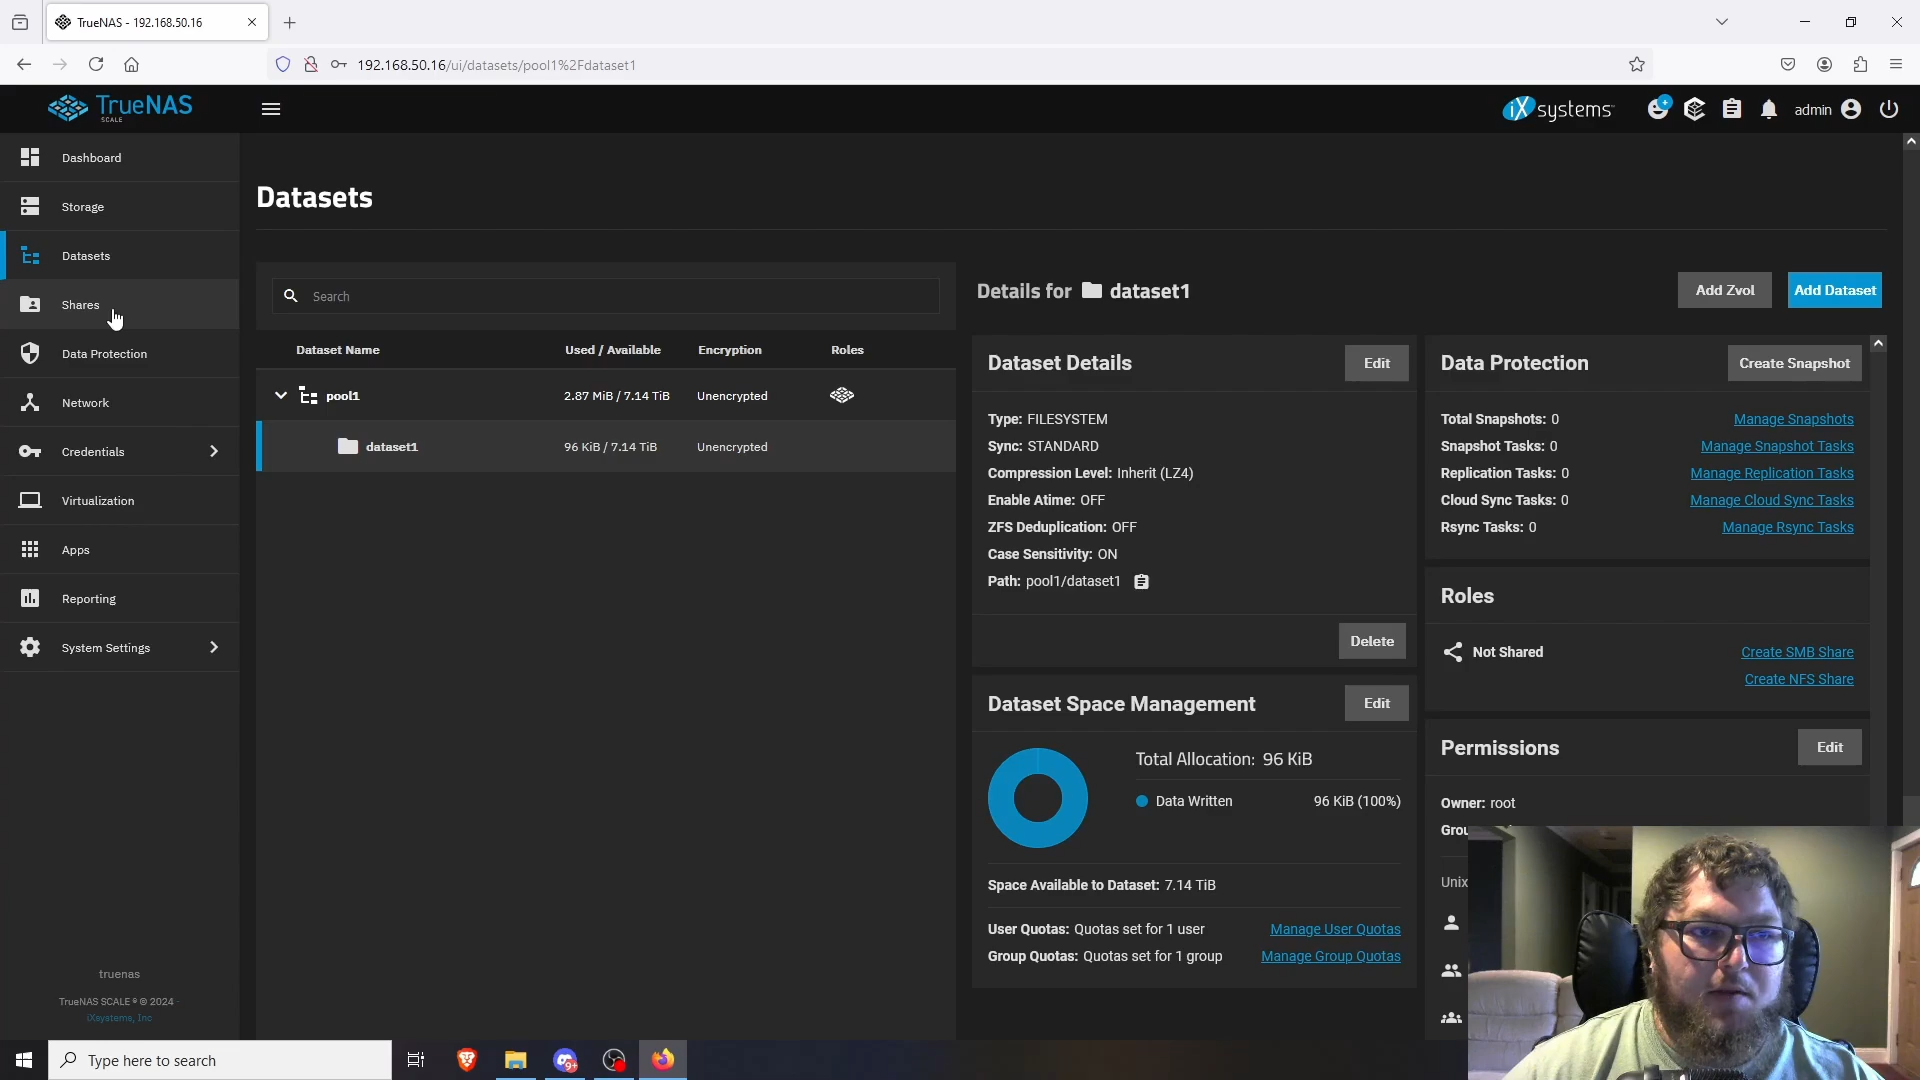 TrueNAS - 192.168.50.16
192.168.50.16/ui/datasets/pool1%2Fdataset1
TrueNAS
SCALE
iXsystems
admin
Dashboard
Storage
Datasets
Shares
Data Protection
Network
Credentials
Virtualization
Apps
Reporting
System Settings
truenas
TrueNAS SCALE ® © 2024
iXsystems, Inc
Datasets
Search
Dataset Name Used / Available Encryption Roles
pool1 2.87 MiB / 7.14 TiB Unencrypted
dataset1 96 KiB / 7.14 TiB Unencrypted
Details for dataset1
Add Zvol
Add Dataset
Dataset Details
Edit
Type: FILESYSTEM
Sync: STANDARD
Compression Level: Inherit (LZ4)
Enable Atime: OFF
ZFS Deduplication: OFF
Case Sensitivity: ON
Path: pool1/dataset1
Delete
Dataset Space Management
Edit
Total Allocation: 96 KiB
Data Written 96 KiB (100%)
Space Available to Dataset: 7.14 TiB
User Quotas: Quotas set for 1 user Manage User Quotas
Group Quotas: Quotas set for 1 group Manage Group Quotas
Data Protection
Create Snapshot
Total Snapshots: 0 Manage Snapshots
Snapshot Tasks: 0 Manage Snapshot Tasks
Replication Tasks: 0 Manage Replication Tasks
Cloud Sync Tasks: 0 Manage Cloud Sync Tasks
Rsync Tasks: 0 Manage Rsync Tasks
Roles
Not Shared Create SMB Share
Create NFS Share
Permissions
Edit
Owner: root
Grou
Unix
Type here to search
9+